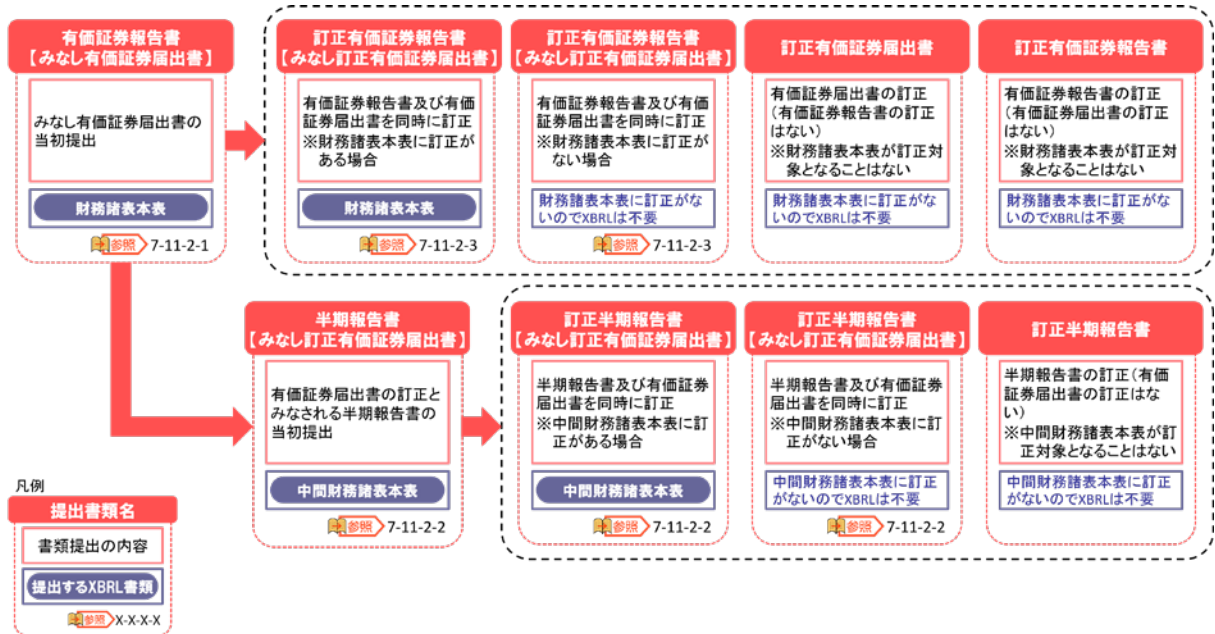 有価証券報告書
【みなし有価証券届出書】
みなし有価証券届出書の
当初提出
財務諸表本表
参照 7-11-2-1
訂正有価証券報告書
【みなし訂正有価証券届出書】
有価証券報告書及び有価
証券届出書を同時に訂正
※財務諸表本表に訂正が
ある場合
財務諸表本表
参照 7-11-2-3
訂正有価証券報告書
【みなし訂正有価証券届出書】
有価証券報告書及び有価
証券届出書を同時に訂正
※財務諸表本表に訂正が
ない場合
財務諸表本表に訂正がな
いのでXBRLは不要
参照 7-11-2-3
訂正有価証券届出書
有価証券届出書の訂正
(有価証券報告書の訂正
はない)
※財務諸表本表が訂正対
象となることはない
財務諸表本表に訂正がな
いのでXBRLは不要
訂正有価証券報告書
有価証券報告書の訂正
(有価証券届出書の訂正
はない)
※財務諸表本表が訂正対
象となることはない
財務諸表本表に訂正がな
いのでXBRLは不要
半期報告書
【みなし訂正有価証券届出書】
有価証券届出書の訂正と
みなされる半期報告書の
当初提出
中間財務諸表本表
参照 7-11-2-2
訂正半期報告書
【みなし訂正有価証券届出書】
半期報告書及び有価証券
届出書を同時に訂正
※中間財務諸表本表に訂
正がある場合
中間財務諸表本表
参照 7-11-2-2
訂正半期報告書
【みなし訂正有価証券届出書】
半期報告書及び有価証券
届出書を同時に訂正
※中間財務諸表本表に訂
正がない場合
中間財務諸表本表に訂正
がないのでXBRLは不要
参照 7-11-2-2
訂正半期報告書
半期報告書の訂正(有価
証券届出書の訂正はな
い)
※中間財務諸表本表が訂
正対象となることはない
中間財務諸表本表に訂正
がないのでXBRLは不要
凡例
提出書類名
書類提出の内容
提出するXBRL書類
参照 X-X-X-X